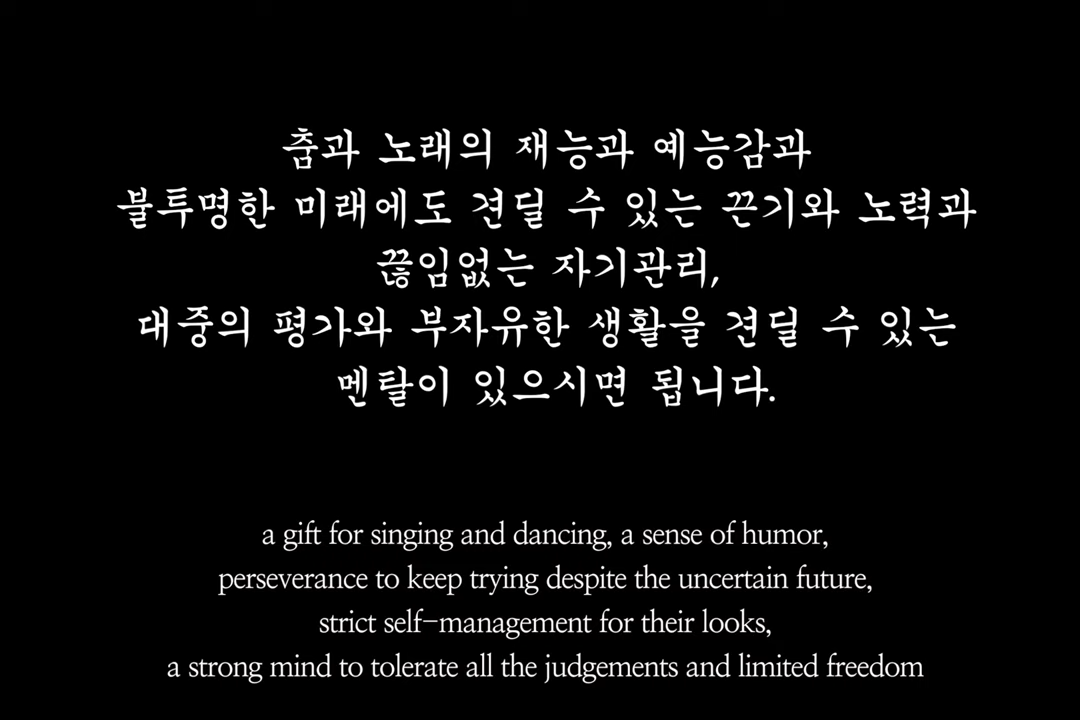 춤과 노래의 재능과 예능감과
불투명한 미래에도 견딜 수 있는 끈기와 노력과
끊임없는 자기관리,
대중의 평가와 부자유한 생활을 견딜 수 있는
멘탈이 있으시면 됩니다.
a gift for singing and dancing, a sense of humor,
perseverance to keep trying despite the uncertain future,
strict self-management for their looks,
a strong mind to tolerate all the judgements and limited freedom